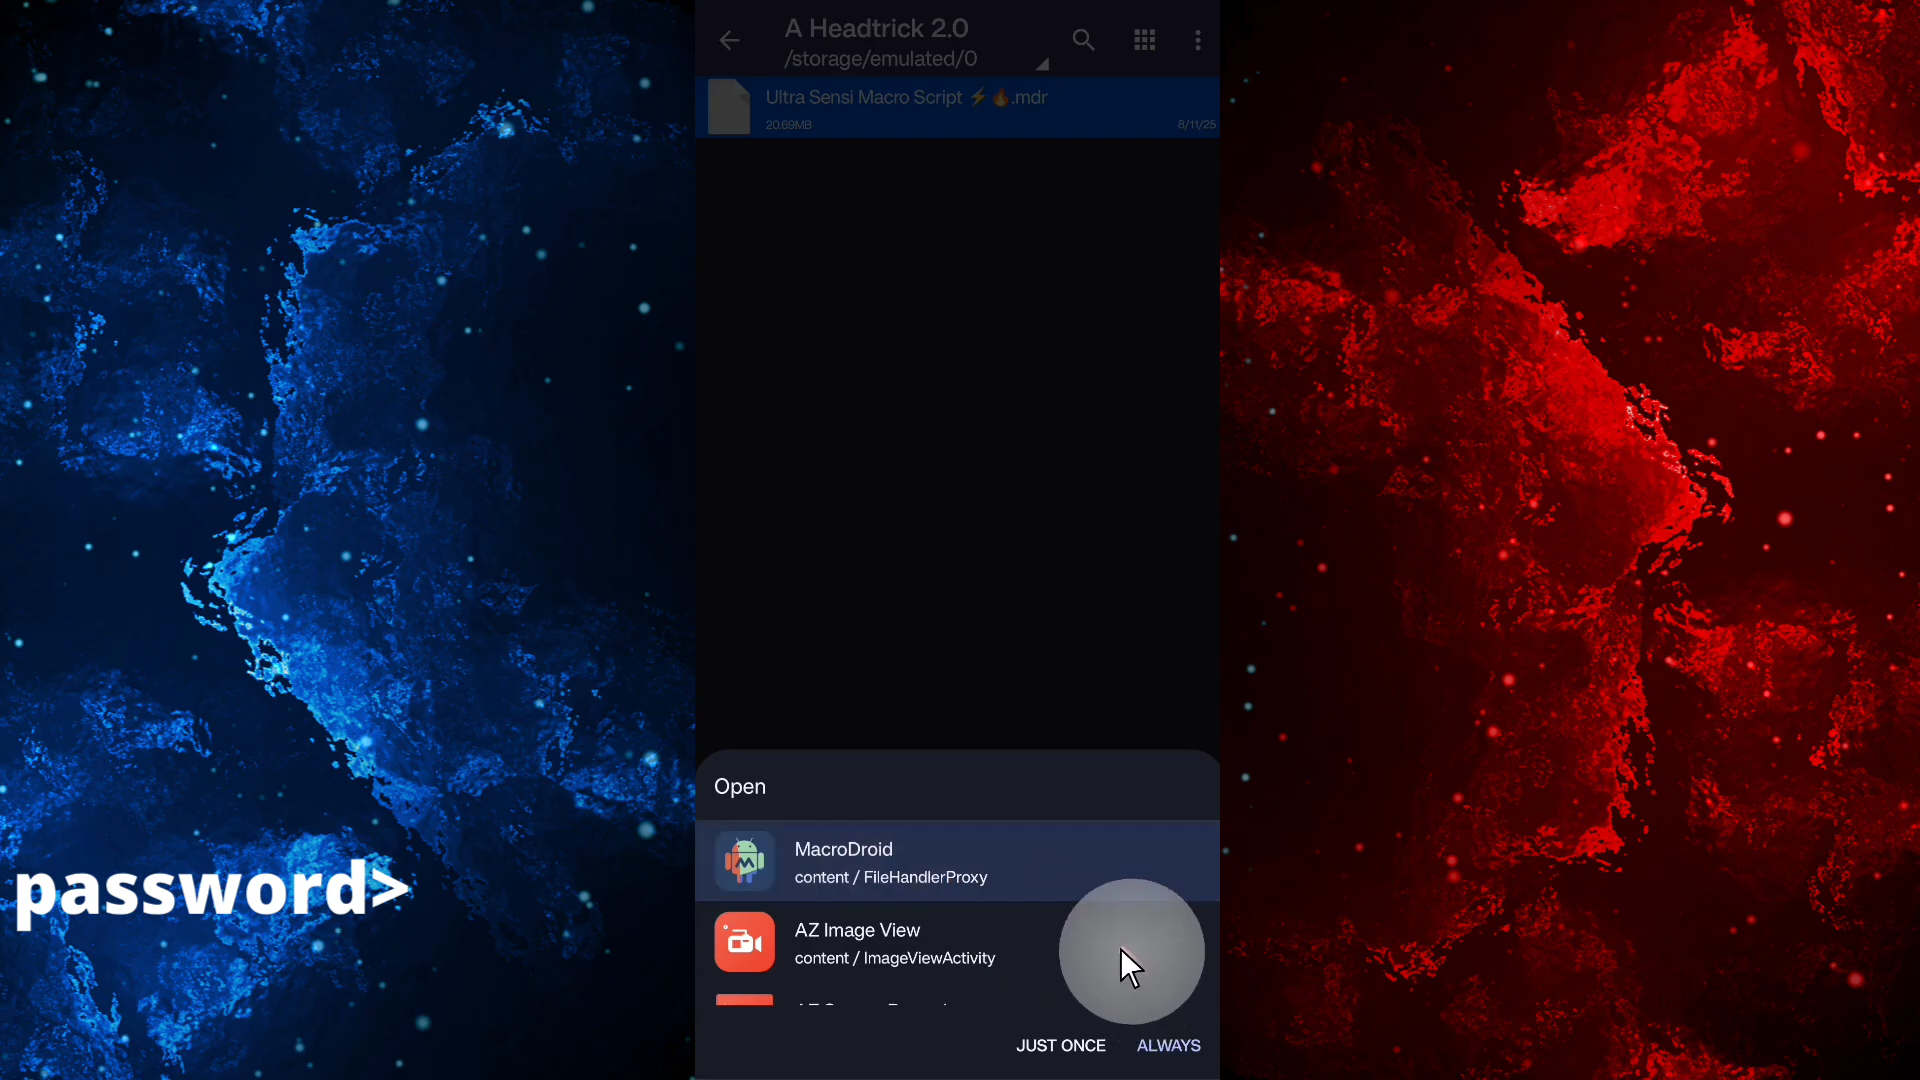 A Headtrick 2.0
/storage/emulated/0
Ultra Sensi Macro Script ⚡🔥.mdr
20.69MB
8/11/25
Open
MacroDroid
content / FileHandlerProxy
password>
AZ Image View
content / ImageViewActivity
JUST ONCE
ALWAYS